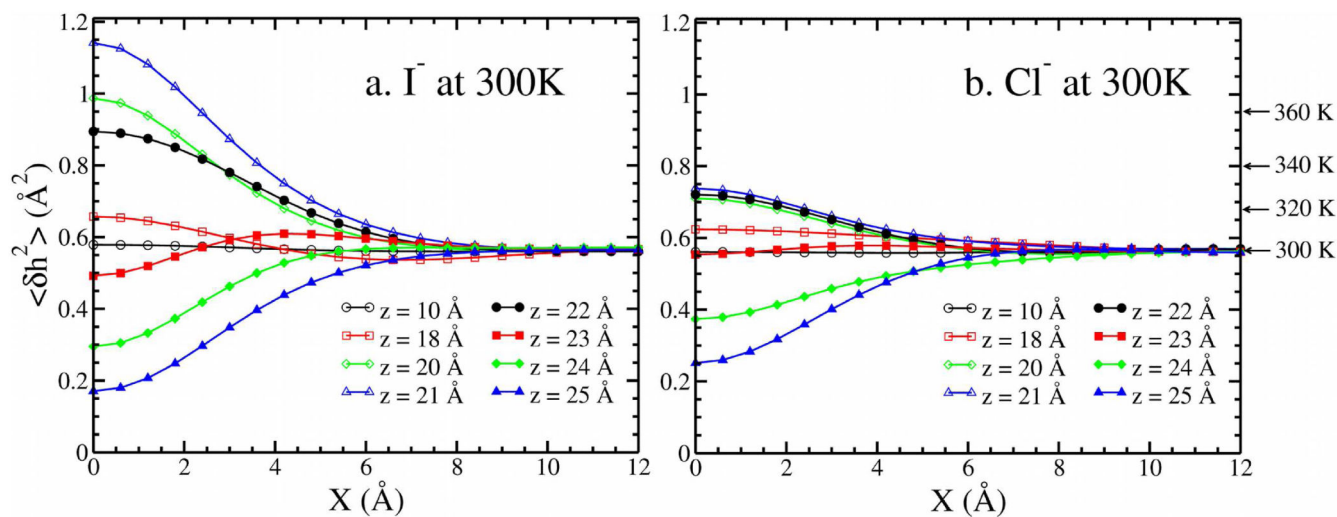 a. I⁻ at 300K
<δh²> (Å²)
1.2
1
0.8
0.6
0.4
0.2
0
z = 10 Å
z = 18 Å
z = 20 Å
z = 21 Å
z = 22 Å
z = 23 Å
z = 24 Å
z = 25 Å
0 2 4 6 8 10 12
X (Å)
b. Cl⁻ at 300K
1.2
1
0.8
0.6
0.4
0.2
0
360 K
340 K
320 K
300 K
z = 10 Å
z = 18 Å
z = 20 Å
z = 21 Å
z = 22 Å
z = 23 Å
z = 24 Å
z = 25 Å
0 2 4 6 8 10 12
X (Å)